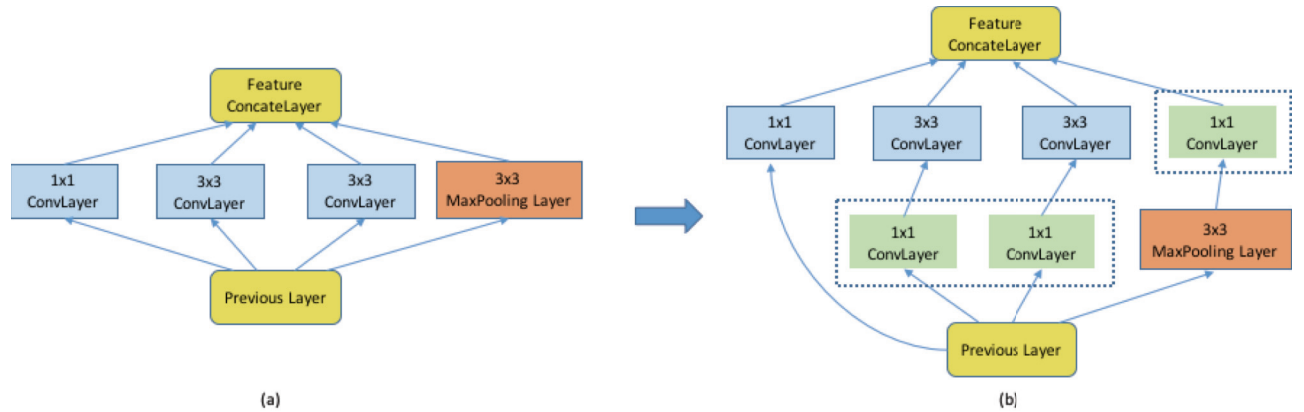 Feature
ConcateLayer
1x1
ConvLayer
3x3
ConvLayer
3x3
ConvLayer
3x3
MaxPooling Layer
Previous Layer
(a)
Feature
ConcateLayer
1x1
ConvLayer
3x3
ConvLayer
3x3
ConvLayer
1x1
ConvLayer
1x1
ConvLayer
1x1
ConvLayer
3x3
MaxPooling Layer
Previous Layer
(b)